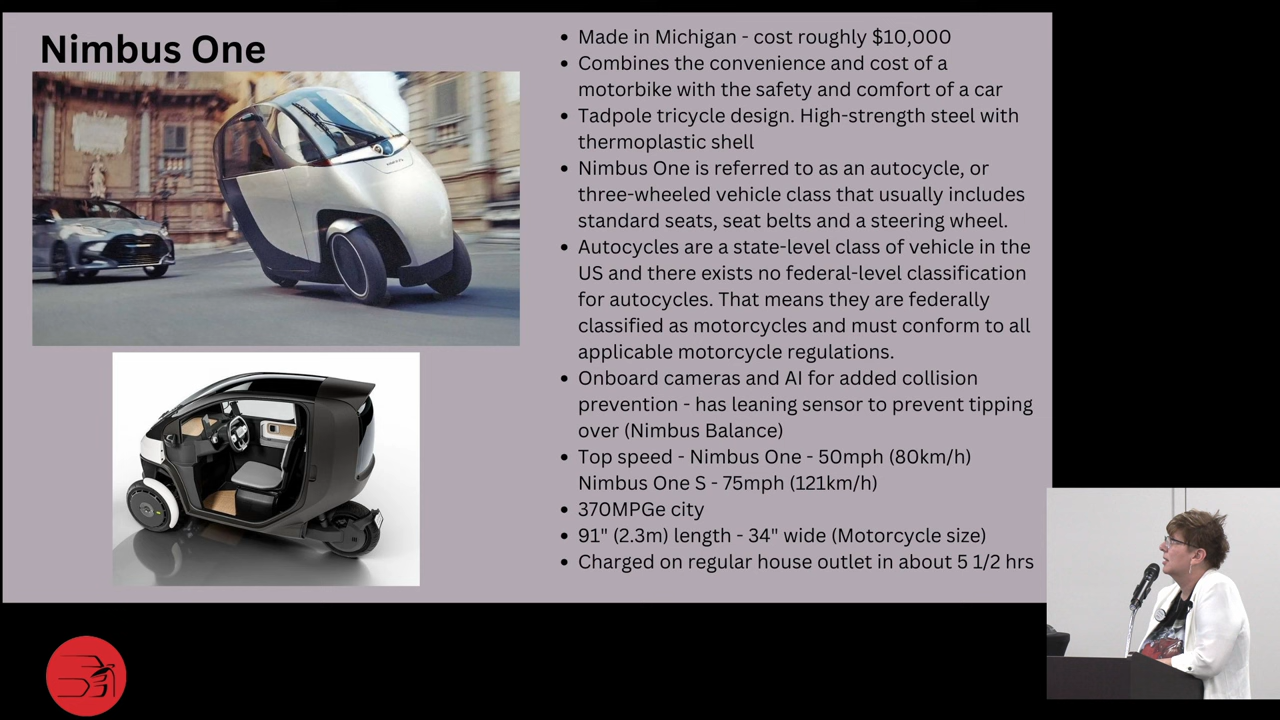 Nimbus One
• Made in Michigan - cost roughly $10,000
• Combines the convenience and cost of a
motorbike with the safety and comfort of a car
• Tadpole tricycle design. High-strength steel with
thermoplastic shell
• Nimbus One is referred to as an autocycle, or
three-wheeled vehicle class that usually includes
standard seats, seat belts and a steering wheel.
• Autocycles are a state-level class of vehicle in the
US and there exists no federal-level classification
for autocycles. That means they are federally
classified as motorcycles and must conform to all
applicable motorcycle regulations.
• Onboard cameras and AI for added collision
prevention - has leaning sensor to prevent tipping
over (Nimbus Balance)
• Top speed - Nimbus One - 50mph (80km/h)
Nimbus One S - 75mph (121km/h)
• 370MPGe city
• 91" (2.3m) length - 34" wide (Motorcycle size)
• Charged on regular house outlet in about 5 1/2 hrs